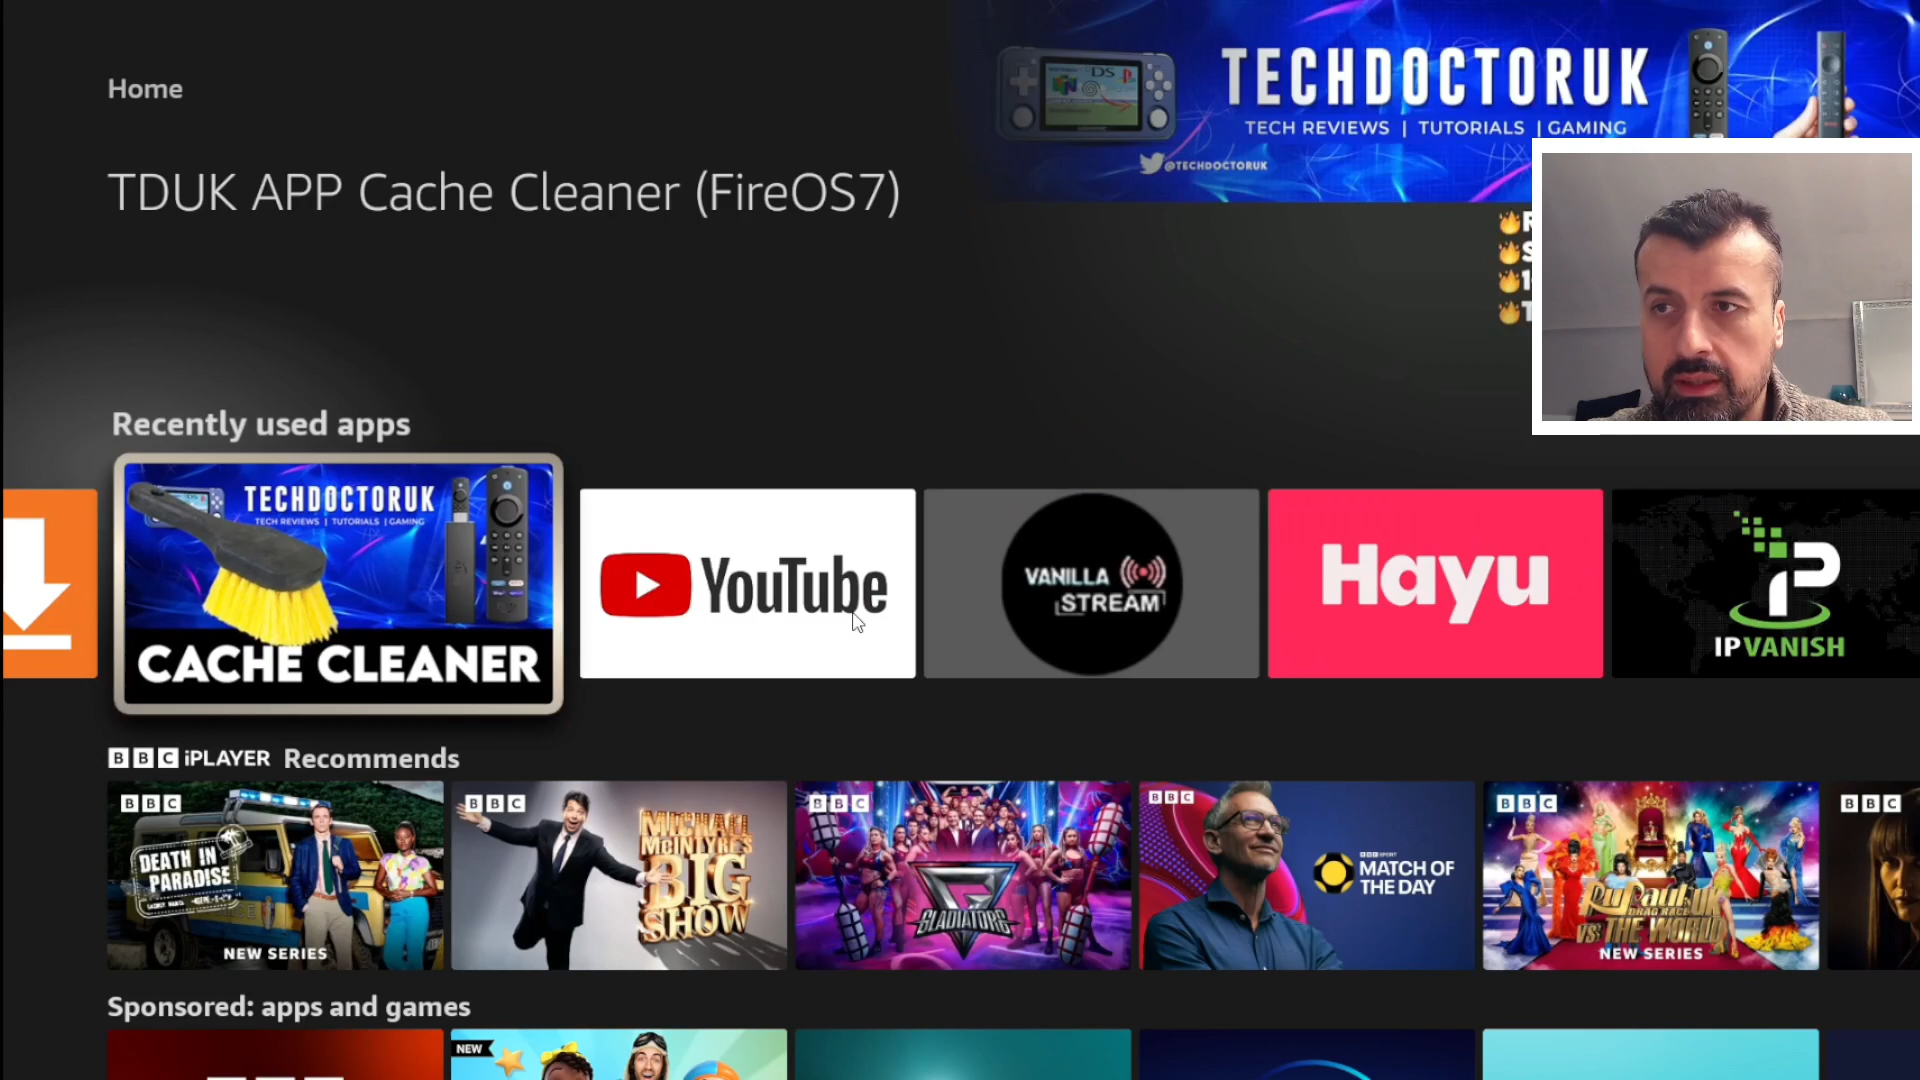 Home
TECHDOCTORUK
TECH REVIEWS | TUTORIALS | GAMING
@TECHDOCTORUK
DS
TDUK APP Cache Cleaner (FireOS7)
Recently used apps
TECHDOCTORUK
TECH REVIEWS | TUTORIALS | GAMING
CACHE CLEANER
YouTube
VANILLA
STREAM
Hayu
IPVANISH
BBC iPLAYER Recommends
BBC
DEATH IN
PARADISE
NEW SERIES
BBC
MICHAEL
McINTYRE'S
BIG
SHOW
BBC
GLADIATORS
BBC
BBC SPORT
MATCH OF
THE DAY
BBC
RuPaul's
DRAG RACE UK
VS THE WORLD
NEW SERIES
BBC
Sponsored: apps and games
NEW